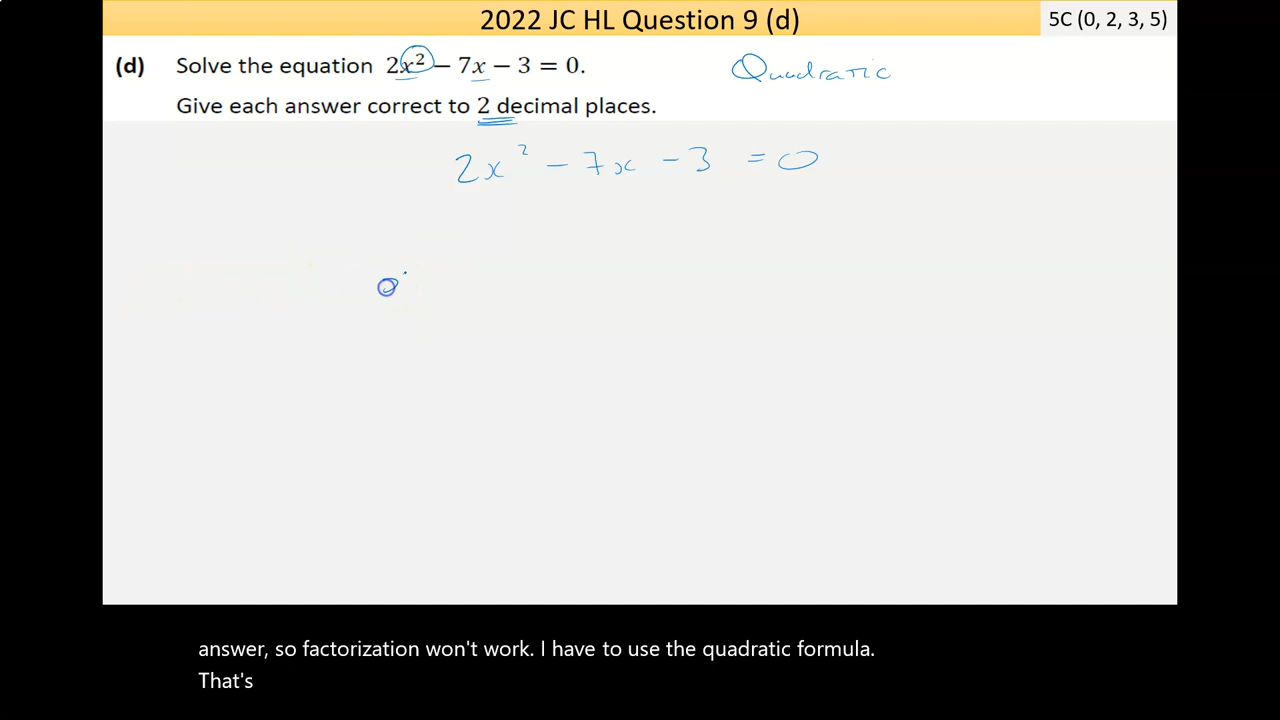 2022 JC HL Question 9 (d)
5C (0, 2, 3, 5)
(d) Solve the equation 2x² − 7x − 3 = 0.
Quadratic
Give each answer correct to 2 decimal places.
2x² − 7x − 3 = 0
answer, so factorization won't work. I have to use the quadratic formula.
That's